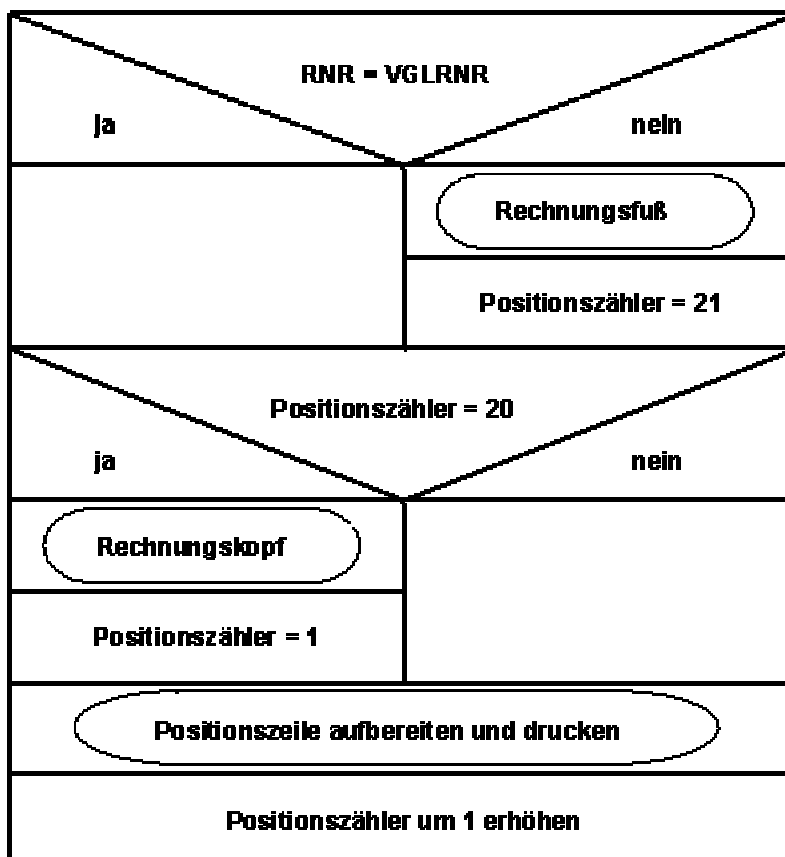 RNR = VGLRNR
ja
nein
Rechnungsfuß
Positionszähler = 21
Positionszähler = 20
ja
nein
Rechnungskopf
Positionszähler = 1
Positionszeile aufbereiten und drucken
Positionszähler um 1 erhöhen